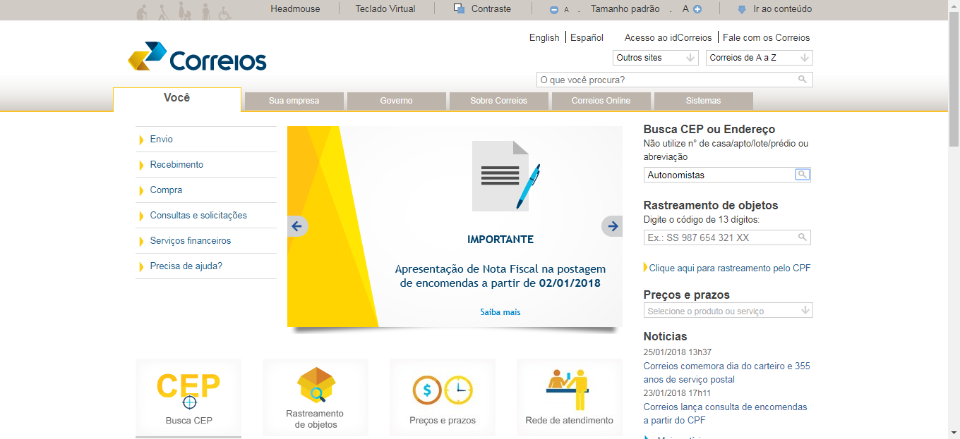 Headmouse Teclado Virtual Contraste A . Tamanho padrão . A Ir ao conteúdo
English Español Acesso ao idCorreios Fale com os Correios
Correios
Outros sites Correios de A a Z
O que você procura?
Você Sua empresa Governo Sobre Correios Correios Online Sistemas
Envio
Recebimento
Compra
Consultas e solicitações
Serviços financeiros
Precisa de ajuda?
IMPORTANTE
Apresentação de Nota Fiscal na postagem
de encomendas a partir de 02/01/2018
Saiba mais
Busca CEP ou Endereço
Não utilize n° de casa/apto/lote/prédio ou
abreviação
Autonomistas
Rastreamento de objetos
Digite o código de 13 dígitos:
Ex.: SS 987 654 321 XX
Clique aqui para rastreamento pelo CPF
Preços e prazos
Selecione o produto ou serviço
Notícias
25/01/2018 13h37
Correios comemora dia do carteiro e 355
anos de serviço postal
23/01/2018 17h11
Correios lança consulta de encomendas
a partir do CPF
CEP
Busca CEP
Rastreamento
de objetos
$
Preços e prazos
Rede de atendimento